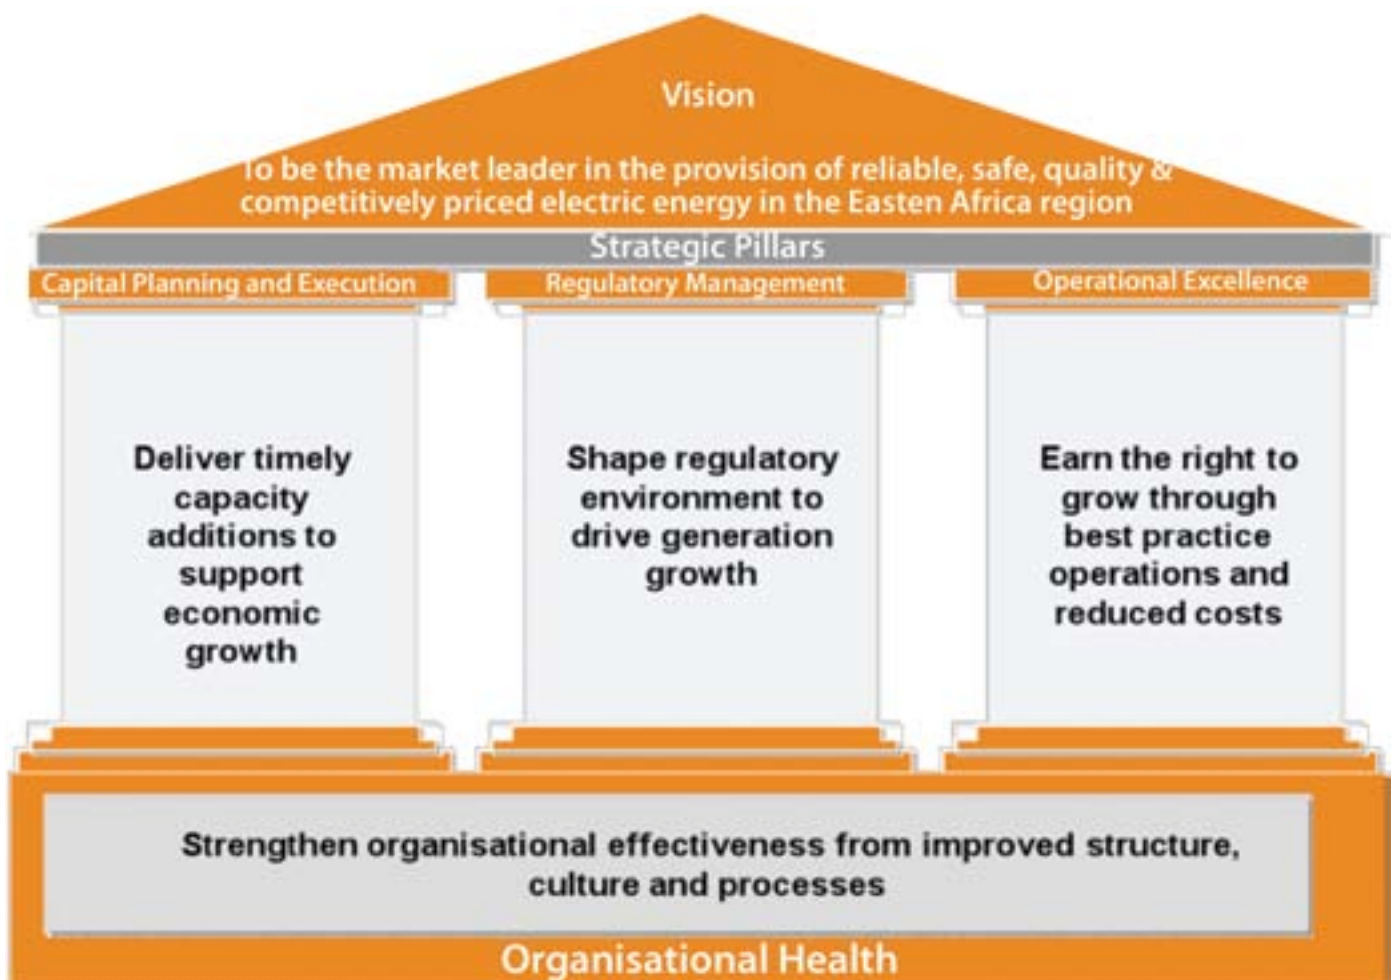 Vision
To be the market leader in the provision of reliable, safe, quality &
competitively priced electric energy in the Easten Africa region
Strategic Pillars
Capital Planning and Execution
Regulatory Management
Operational Excellence
Deliver timely
capacity
additions to
support
economic
growth
Shape regulatory
environment to
drive generation
growth
Earn the right to
grow through
best practice
operations and
reduced costs
Strengthen organisational effectiveness from improved structure,
culture and processes
Organisational Health